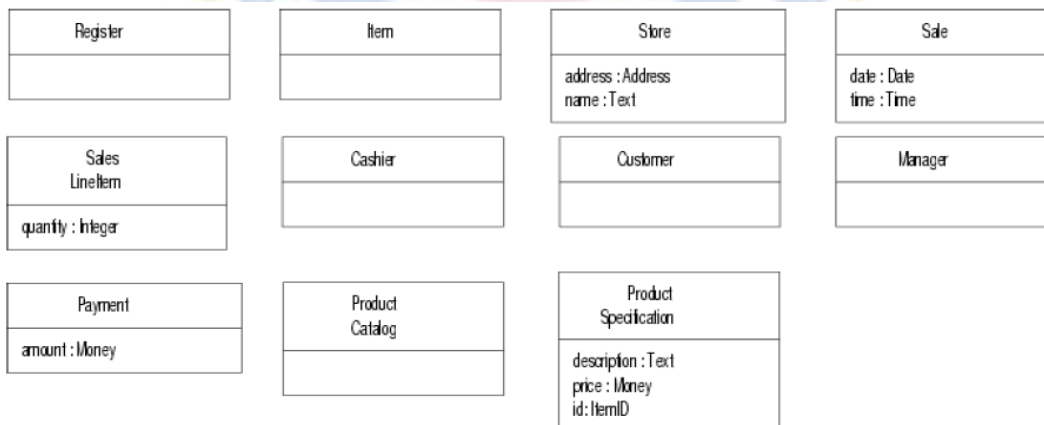 Register
Item
Store
address : Address
name : Text
Sale
date : Date
time : Time
Sales
LineItem
quantity : Integer
Cashier
Customer
Manager
Payment
amount : Money
Product
Catalog
Product
Specification
description : Text
price : Money
id: ItemID